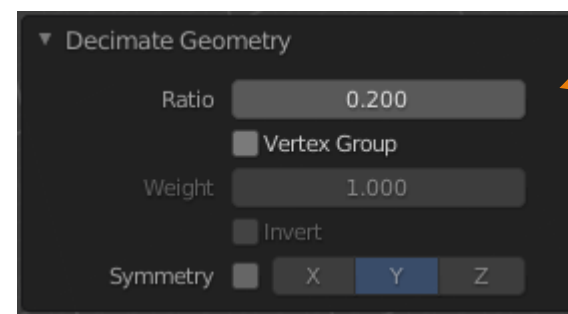 Decimate Geometry
Ratio 0.200
Vertex Group
Weight 1.000
Invert
Symmetry X Y Z